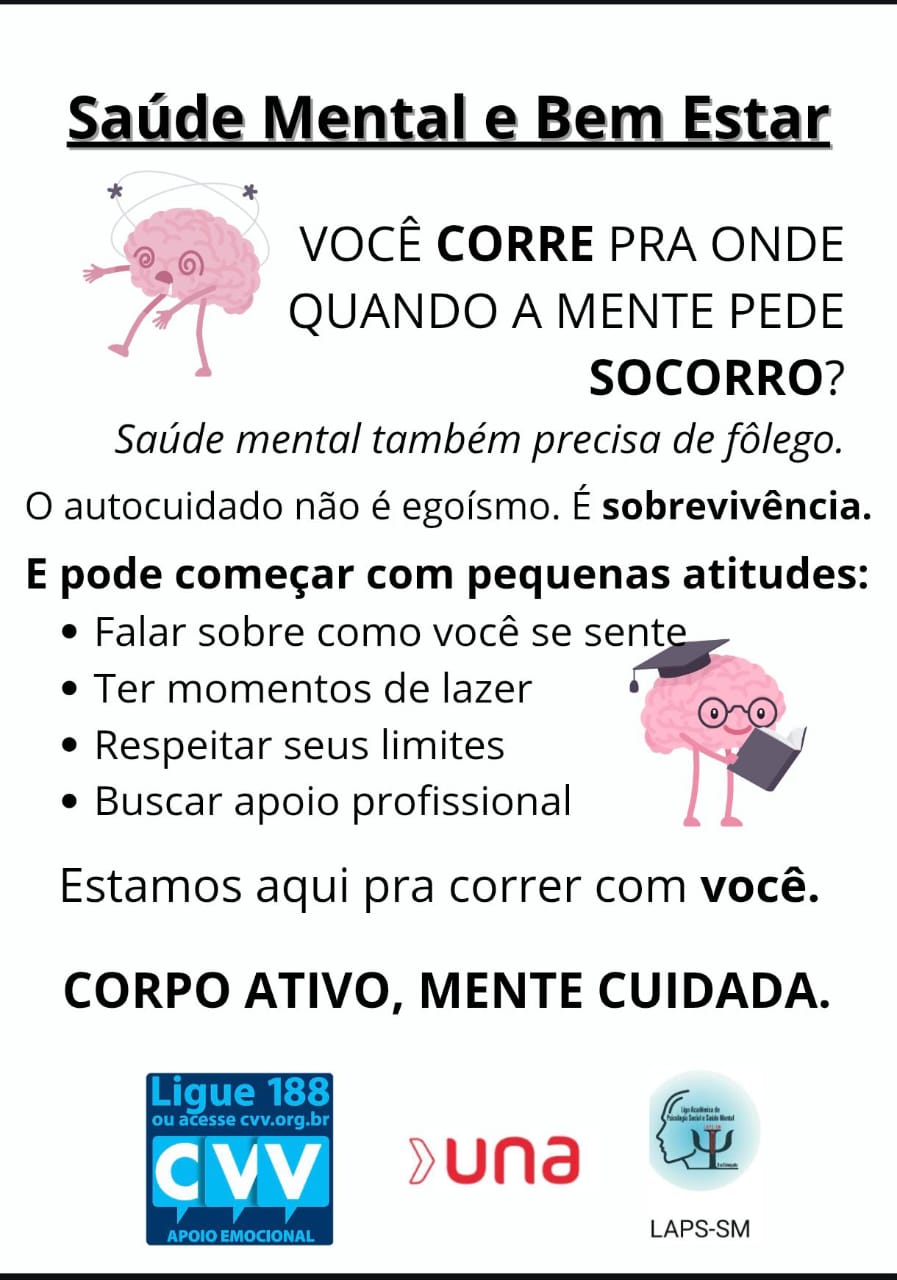 Saúde Mental e Bem Estar
VOCÊ CORRE PRA ONDE
QUANDO A MENTE PEDE
SOCORRO?
Saúde mental também precisa de fôlego.
O autocuidado não é egoísmo. É sobrevivência.
E pode começar com pequenas atitudes:
• Falar sobre como você se sente
• Ter momentos de lazer
• Respeitar seus limites
• Buscar apoio profissional
Estamos aqui pra correr com você.
CORPO ATIVO, MENTE CUIDADA.
Ligue 188
ou acesse cvv.org.br
CVV
APOIO EMOCIONAL
una
Liga Acadêmica de
Psicologia Social e Saúde Mental
LAPS-SM
LAPS-SM